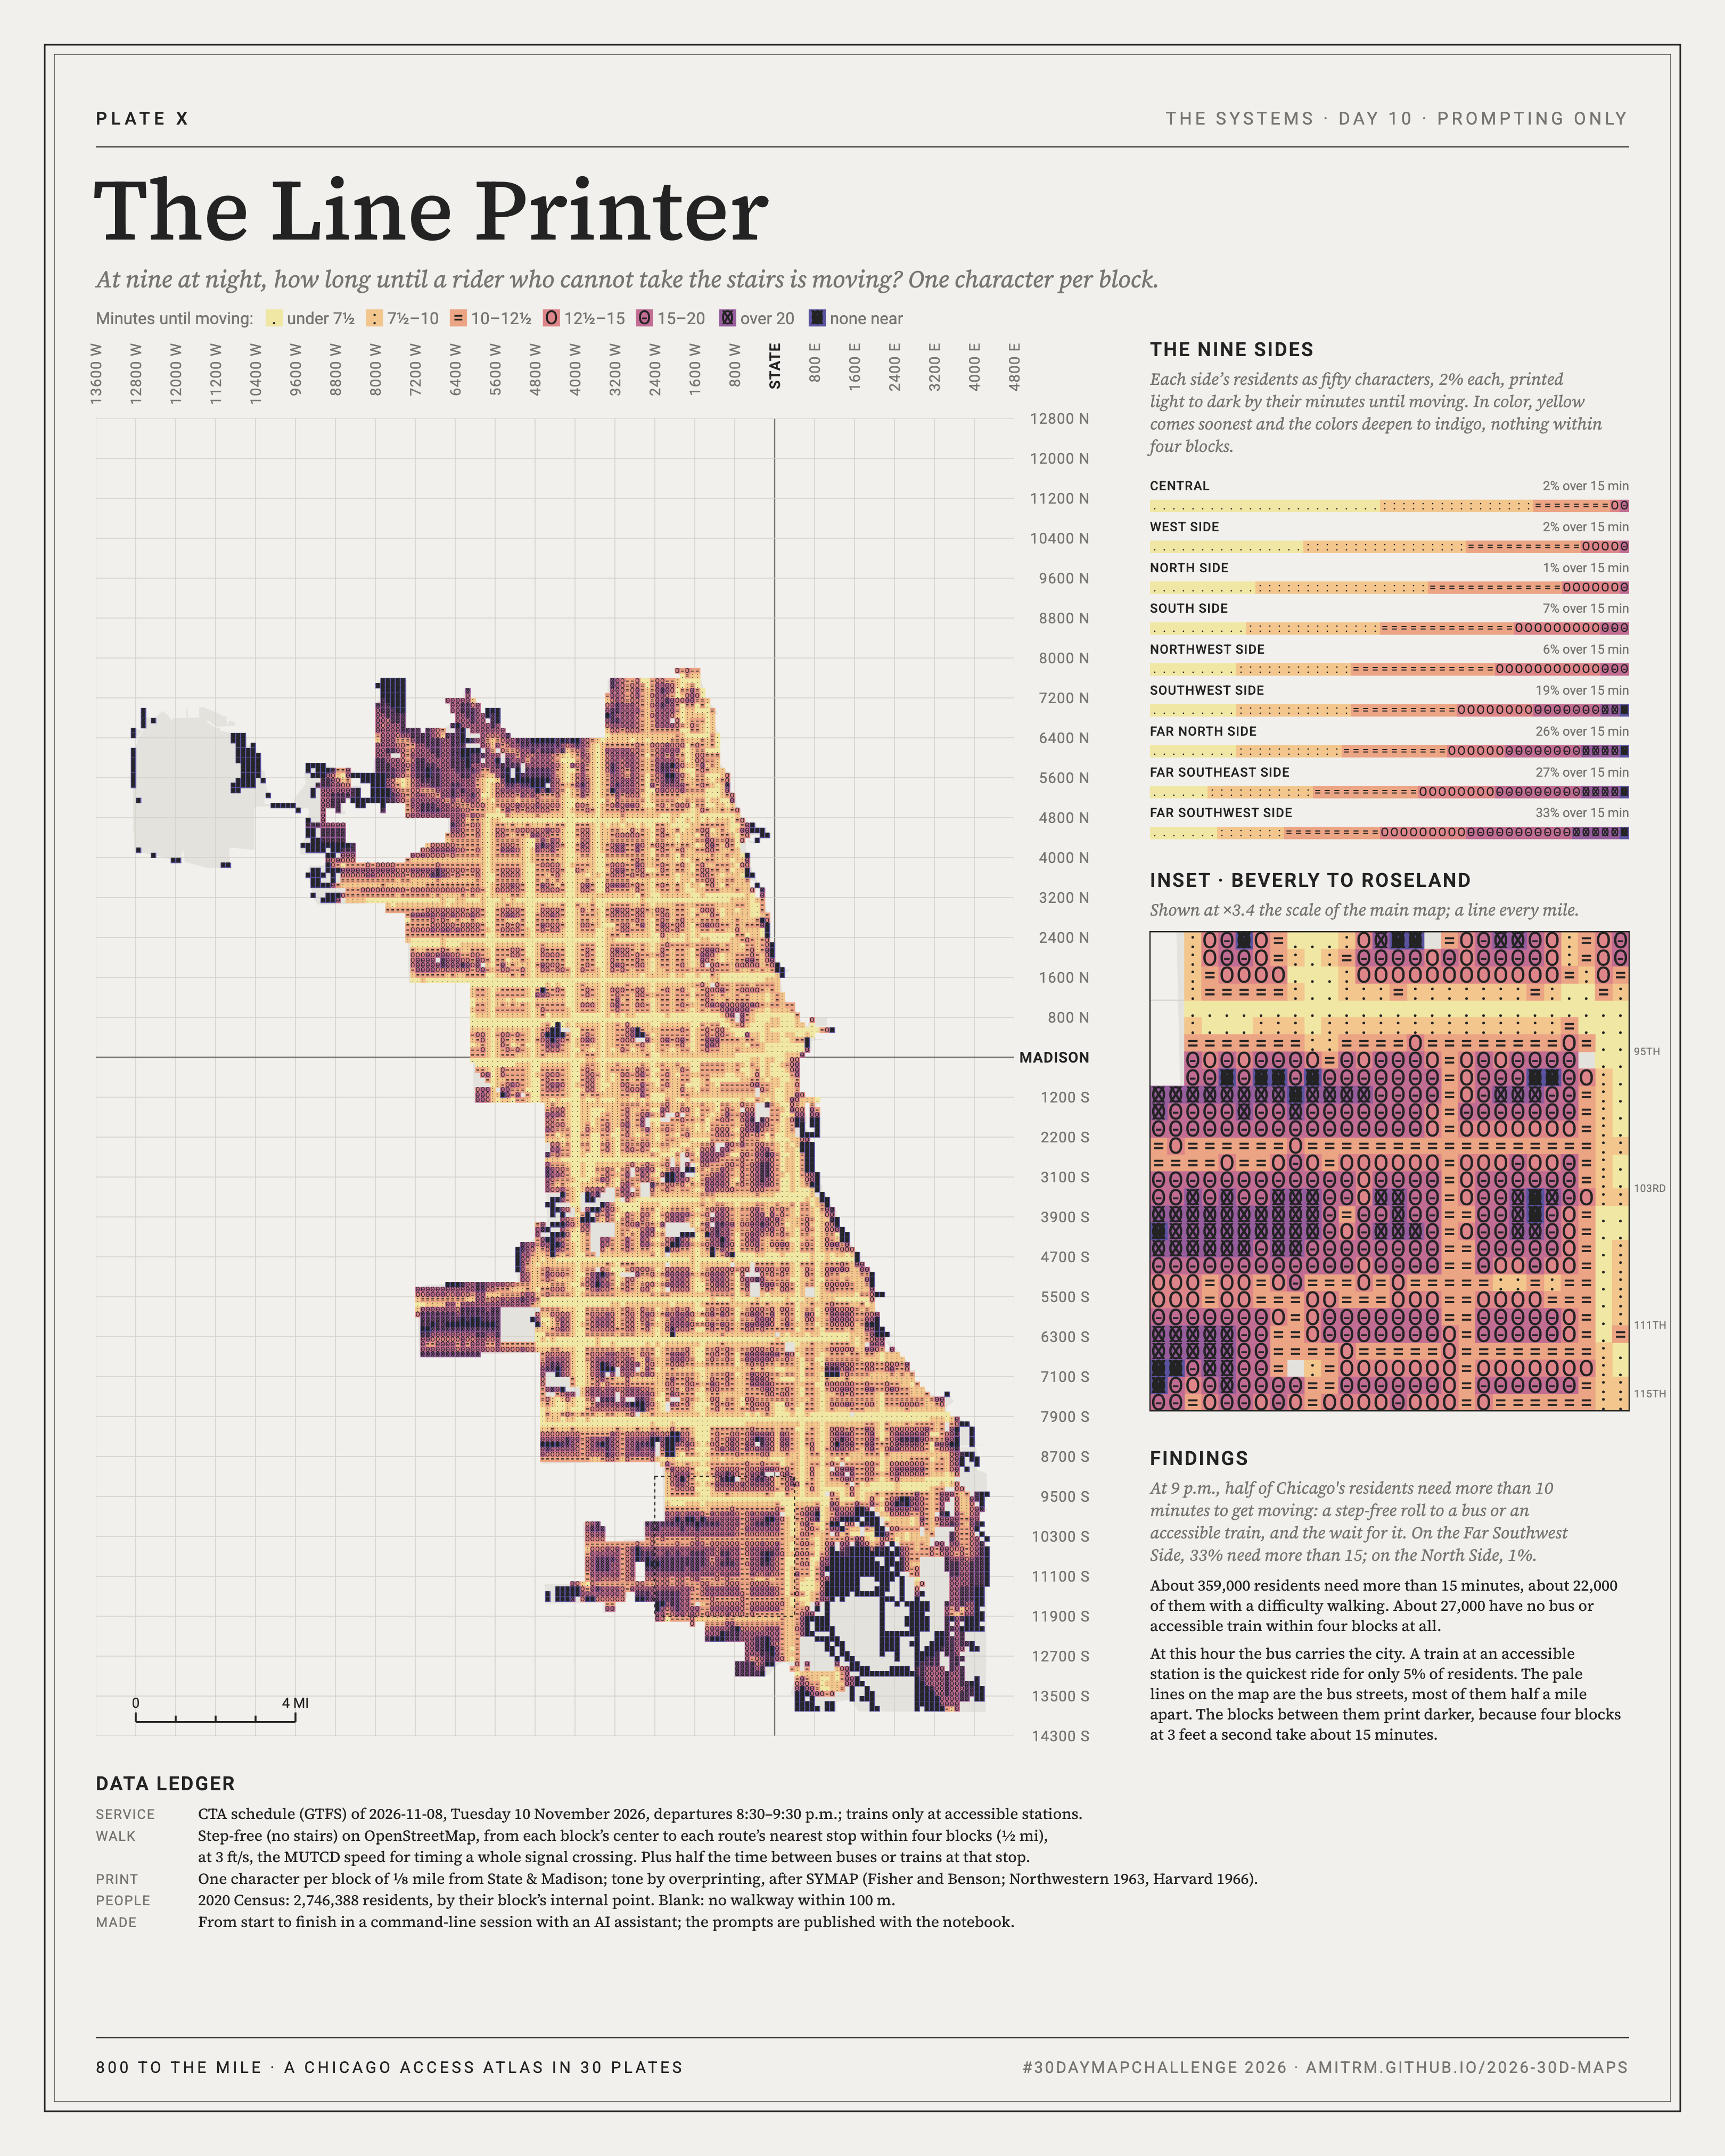 PLATE X
THE SYSTEMS · DAY 10 · PROMPTING ONLY
The Line Printer
At nine at night, how long until a rider who cannot take the stairs is moving? One character per block.
Minutes until moving: . under 7½ : 7½–10 = 10–12½ O 12½–15 Θ 15–20 over 20 none near
13600 W 12800 W 12000 W 11200 W 10400 W 9600 W 8800 W 8000 W 7200 W 6400 W 5600 W 4800 W 4000 W 3200 W 2400 W 1600 W 800 W STATE 800 E 1600 E 2400 E 3200 E 4000 E 4800 E
12800 N
12000 N
11200 N
10400 N
9600 N
8800 N
8000 N
7200 N
6400 N
5600 N
4800 N
4000 N
3200 N
2400 N
1600 N
800 N
MADISON
1200 S
2200 S
3100 S
3900 S
4700 S
5500 S
6300 S
7100 S
7900 S
8700 S
9500 S
10300 S
11100 S
11900 S
12700 S
13500 S
14300 S
0 4 MI
THE NINE SIDES
Each side’s residents as fifty characters, 2% each, printed
light to dark by their minutes until moving. In color, yellow
comes soonest and the colors deepen to indigo, nothing within
four blocks.
CENTRAL 2% over 15 min
WEST SIDE 2% over 15 min
NORTH SIDE 1% over 15 min
SOUTH SIDE 7% over 15 min
NORTHWEST SIDE 6% over 15 min
SOUTHWEST SIDE 19% over 15 min
FAR NORTH SIDE 26% over 15 min
FAR SOUTHEAST SIDE 27% over 15 min
FAR SOUTHWEST SIDE 33% over 15 min
INSET · BEVERLY TO ROSELAND
Shown at ×3.4 the scale of the main map; a line every mile.
95TH
103RD
111TH
115TH
FINDINGS
At 9 p.m., half of Chicago's residents need more than 10
minutes to get moving: a step-free roll to a bus or an
accessible train, and the wait for it. On the Far Southwest
Side, 33% need more than 15; on the North Side, 1%.
About 359,000 residents need more than 15 minutes, about 22,000
of them with a difficulty walking. About 27,000 have no bus or
accessible train within four blocks at all.
At this hour the bus carries the city. A train at an accessible
station is the quickest ride for only 5% of residents. The pale
lines on the map are the bus streets, most of them half a mile
apart. The blocks between them print darker, because four blocks
at 3 feet a second take about 15 minutes.
DATA LEDGER
SERVICE CTA schedule (GTFS) of 2026-11-08, Tuesday 10 November 2026, departures 8:30–9:30 p.m.; trains only at accessible stations.
WALK Step-free (no stairs) on OpenStreetMap, from each block’s center to each route’s nearest stop within four blocks (½ mi),
at 3 ft/s, the MUTCD speed for timing a whole signal crossing. Plus half the time between buses or trains at that stop.
PRINT One character per block of ⅛ mile from State & Madison; tone by overprinting, after SYMAP (Fisher and Benson; Northwestern 1963, Harvard 1966).
PEOPLE 2020 Census: 2,746,388 residents, by their block’s internal point. Blank: no walkway within 100 m.
MADE From start to finish in a command-line session with an AI assistant; the prompts are published with the notebook.
800 TO THE MILE · A CHICAGO ACCESS ATLAS IN 30 PLATES
#30DAYMAPCHALLENGE 2026 · AMITRM.GITHUB.IO/2026-30D-MAPS